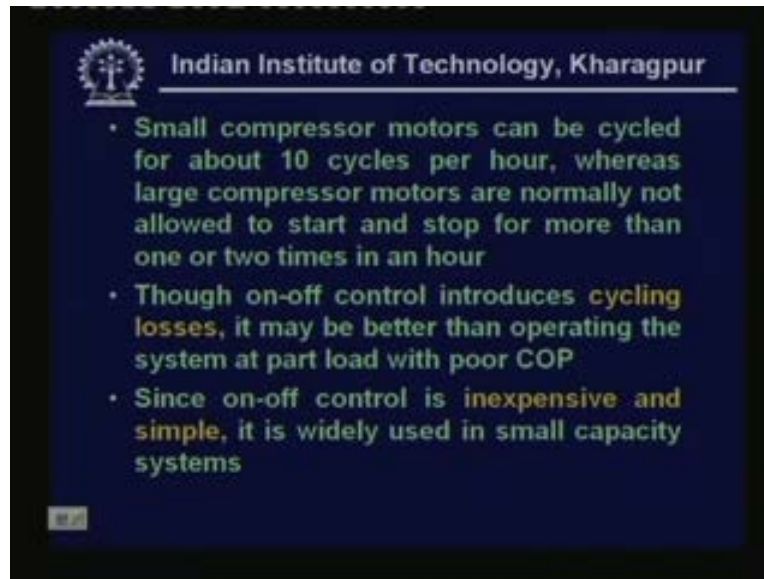 Indian Institute of Technology, Kharagpur
• Small compressor motors can be cycled
for about 10 cycles per hour, whereas
large compressor motors are normally not
allowed to start and stop for more than
one or two times in an hour
• Though on-off control introduces cycling
losses, it may be better than operating the
system at part load with poor COP
• Since on-off control is inexpensive and
simple, it is widely used in small capacity
systems